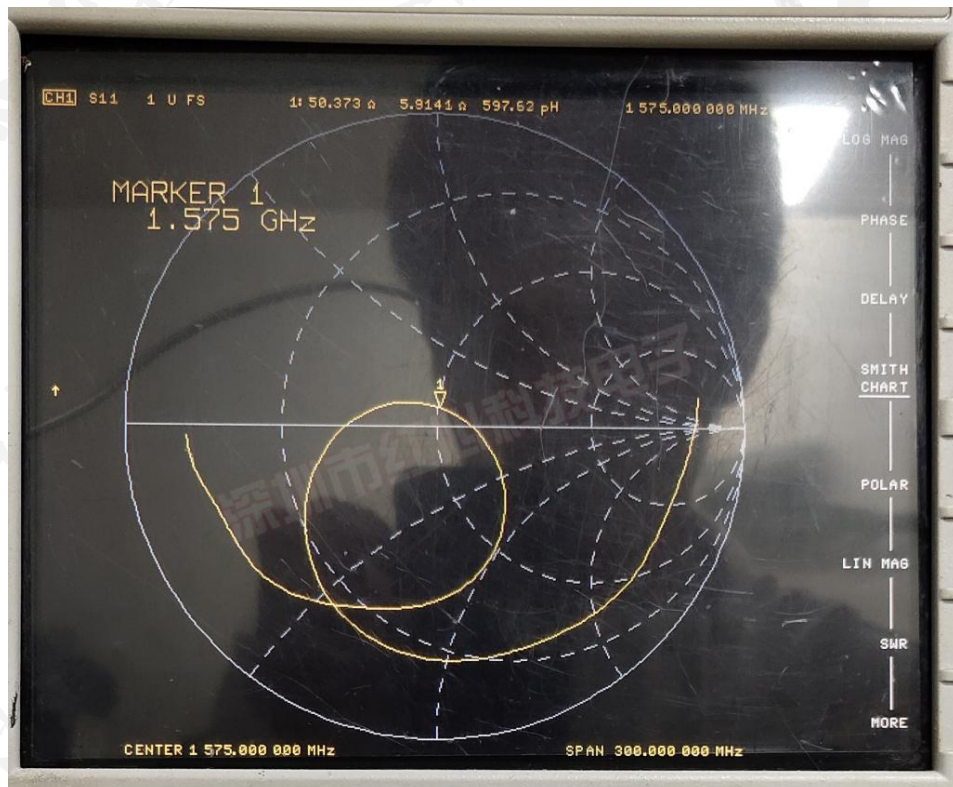 CH1 S11 1 U FS 1: 50.373 Ω 5.9141 Ω 597.62 pH 1 575.000 000 MHz
LOG MAG
MARKER 1
1.575 GHz
PHASE
DELAY
SMITH
CHART
↑
1
POLAR
LIN MAG
SWR
MORE
CENTER 1 575.000 000 MHz SPAN 300.000 000 MHz